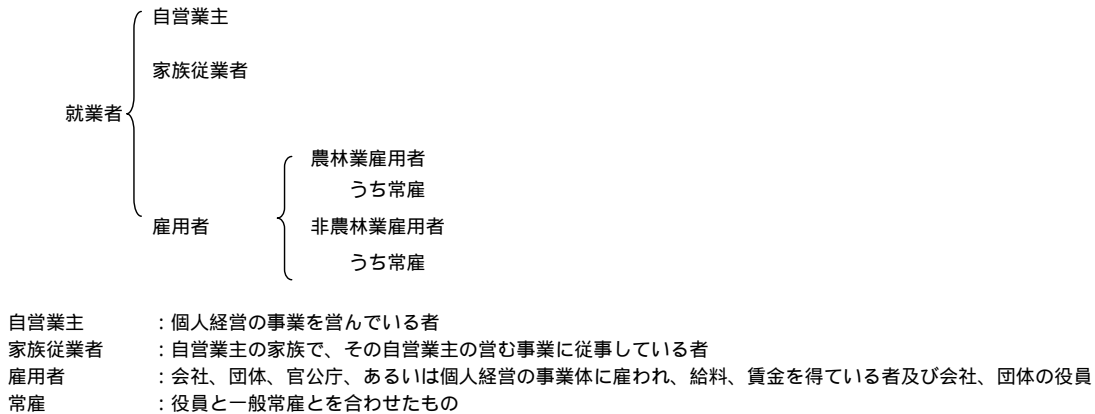 自営業主
家族従業者
就業者
農林業雇用者
うち常雇
雇用者
非農林業雇用者
うち常雇
自営業主　：個人経営の事業を営んでいる者
家族従業者　：自営業主の家族で、その自営業主の営む事業に従事している者
雇用者　：会社、団体、官公庁、あるいは個人経営の事業体に雇われ、給料、賃金を得ている者及び会社、団体の役員
常雇　：役員と一般常雇とを合わせたもの